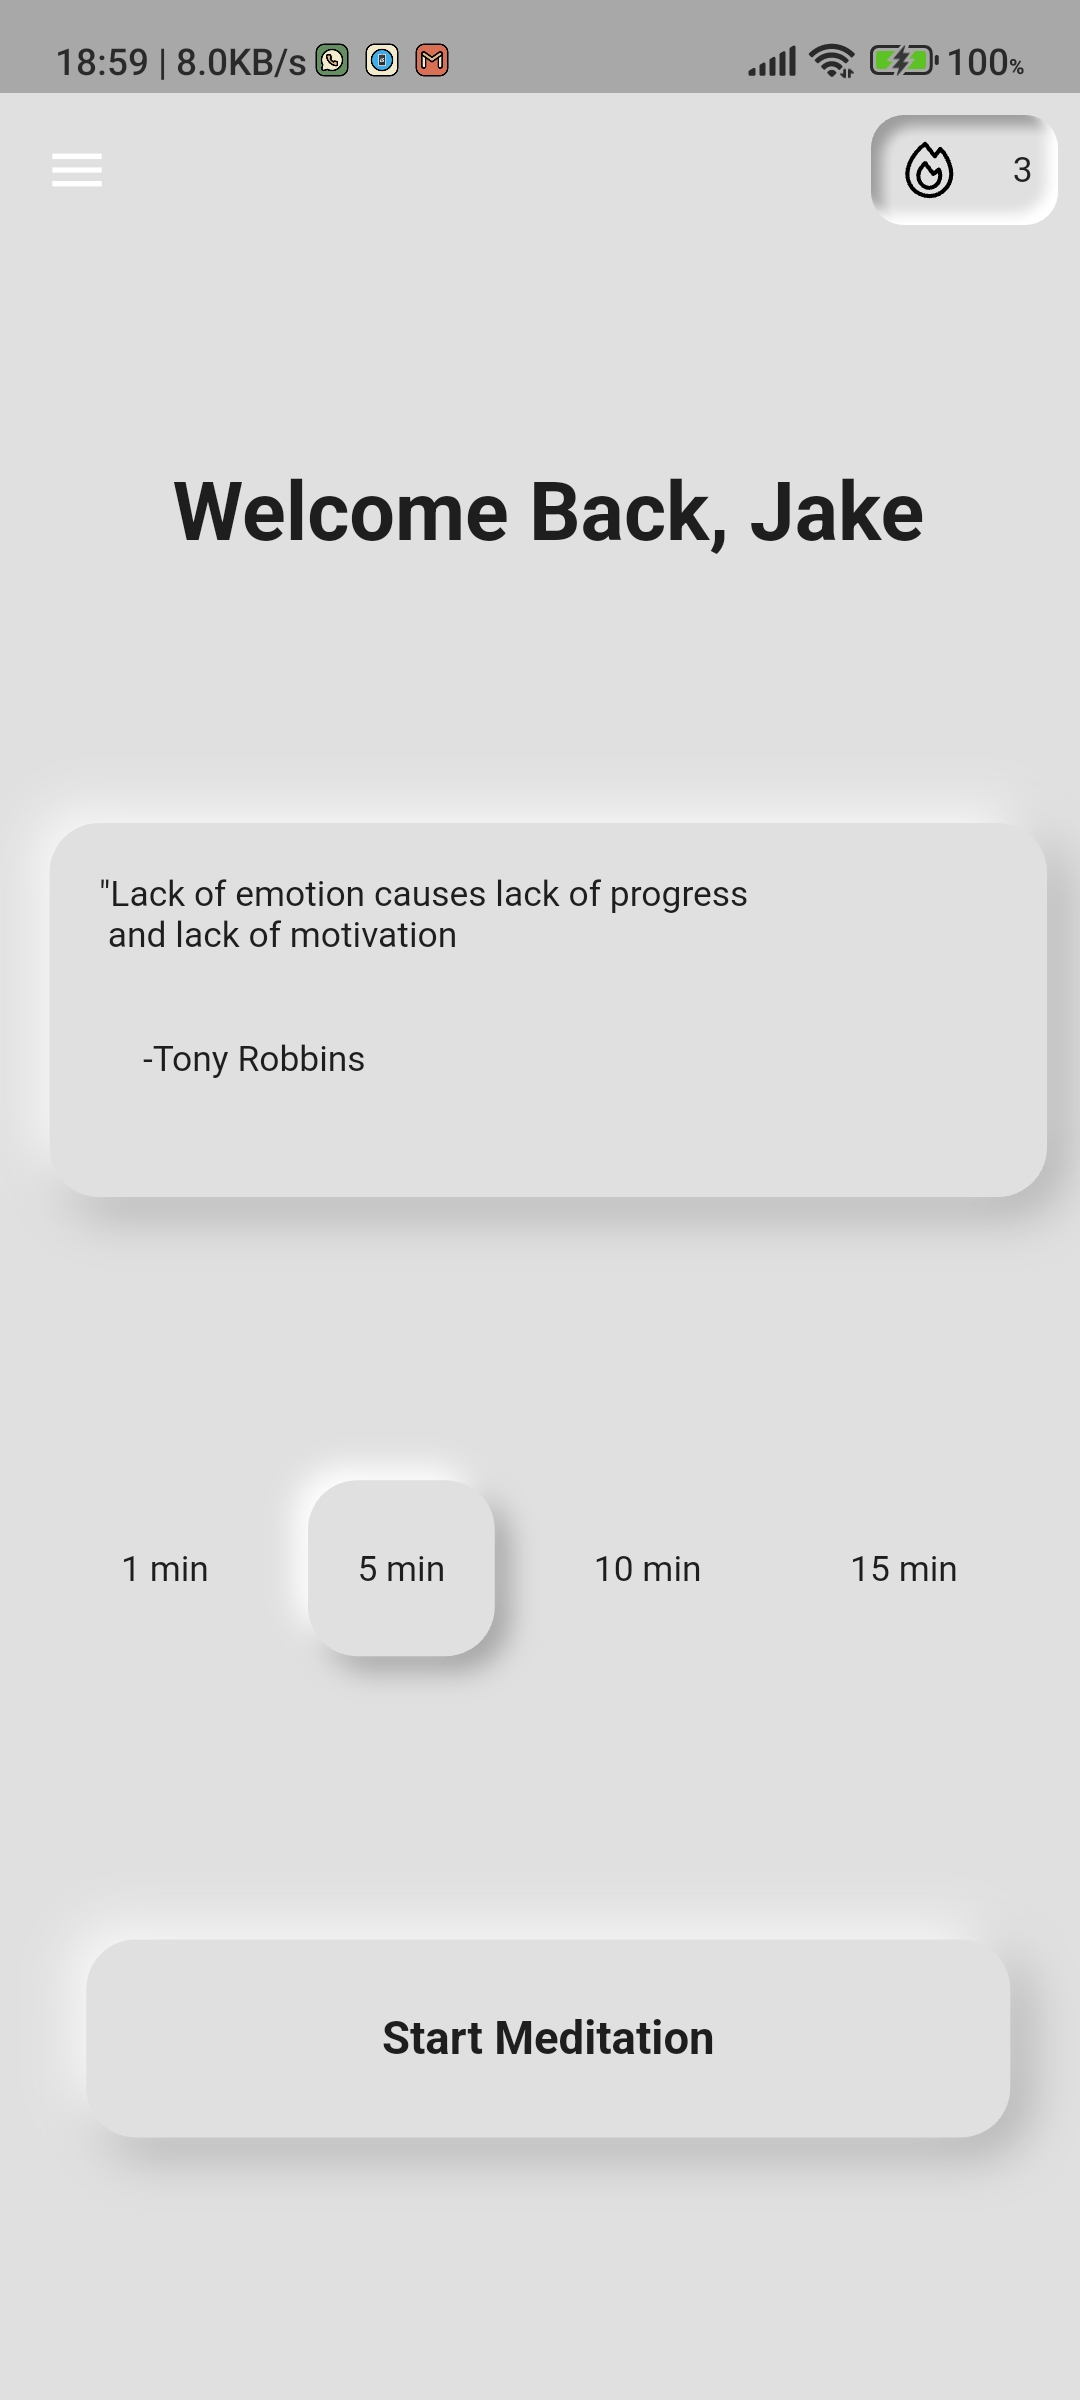 18:59 | 8.0KB/s 100%
3
Welcome Back, Jake
"Lack of emotion causes lack of progress
and lack of motivation
-Tony Robbins
1 min 5 min 10 min 15 min
Start Meditation